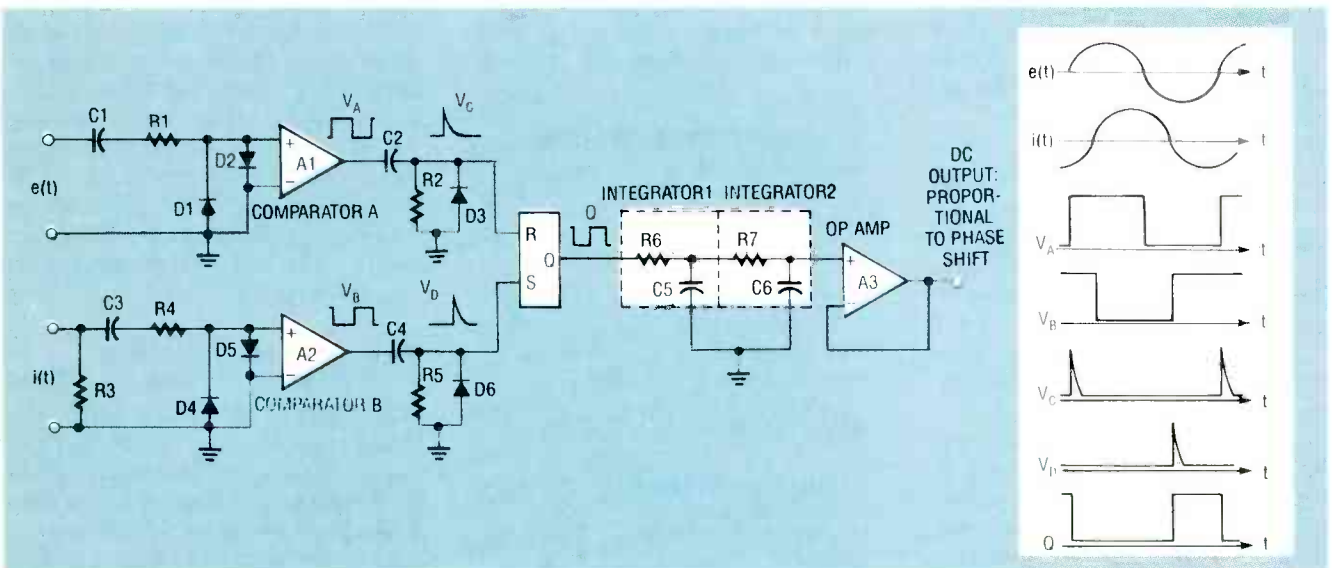 e(t)
C1
R1
D2
D1
+
−
A1
COMPARATOR A
V_A
C2
V_C
R2
D3
i(t)
R3
C3
R4
D5
D4
+
−
A2
COMPARATOR B
V_B
C4
V_D
R5
D6
R
S
Q
Q
INTEGRATOR1 INTEGRATOR2
R6
C5
R7
C6
OP AMP
+
−
A3
DC
OUTPUT:
PROPOR-
TIONAL
TO PHASE
SHIFT
e(t) t
i(t) t
V_A t
V_B t
V_C t
V_D t
Q t